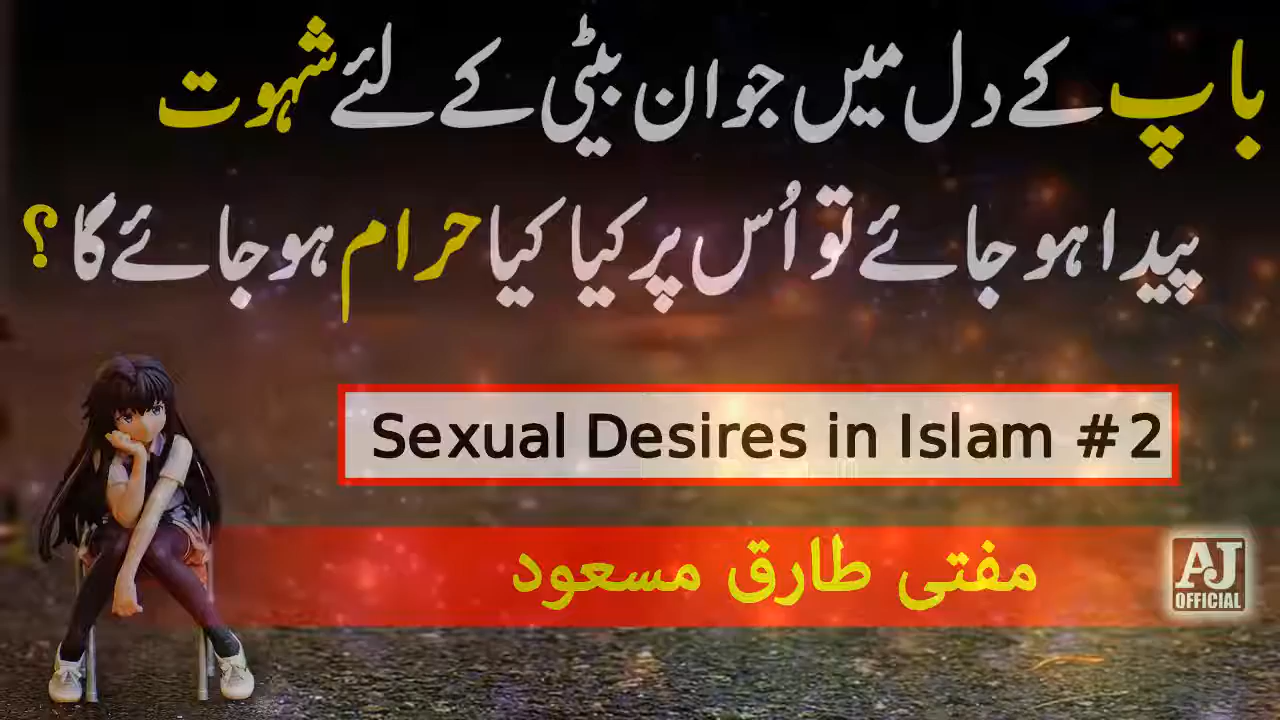 باپ کے دل میں جوان بیٹی کے لئے شہوت
پیدا ہو جائے تو اُس پر کیا کیا حرام ہو جائے گا؟
Sexual Desires in Islam #2
مفتی طارق مسعود
AJ
OFFICIAL